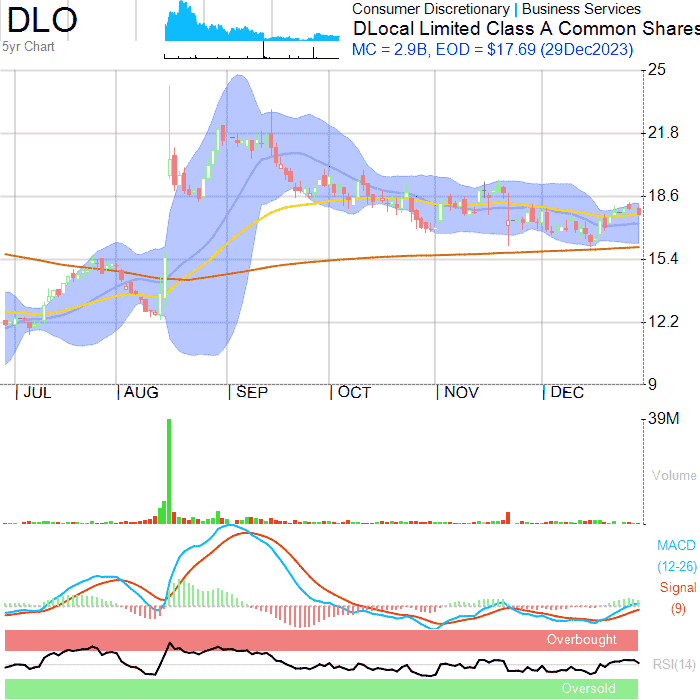 DLO
5yr Chart
Consumer Discretionary | Business Services
DLocal Limited Class A Common Shares
MC = 2.9B, EOD = $17.69 (29Dec2023)
25
21.8
18.6
15.4
12.2
9
JUL AUG SEP OCT NOV DEC
39M
Volume
MACD
(12-26)
Signal
(9)
Overbought
RSI(14)
Oversold